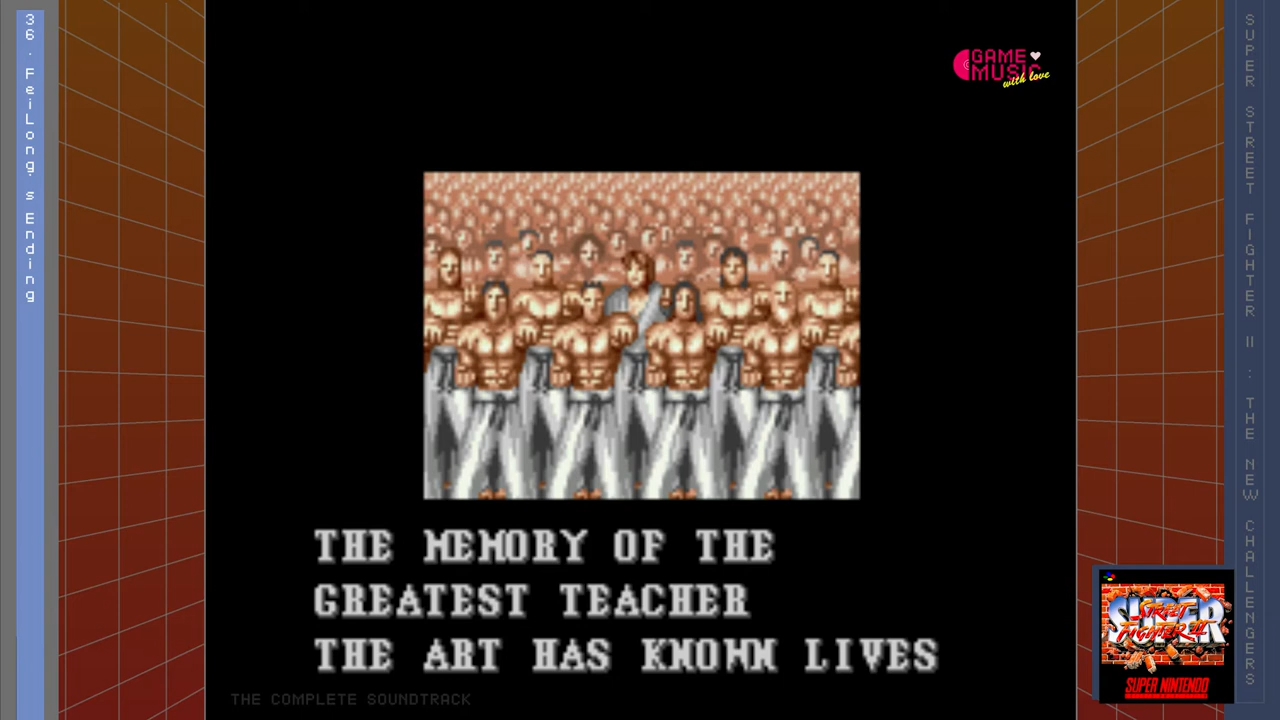 36. FeiLong's Ending
GAME
MUSIC
with love
THE MEMORY OF THE
GREATEST TEACHER
THE ART HAS KNOWN LIVES
THE COMPLETE SOUNDTRACK
SUPER STREET FIGHTER II : THE NEW CHALLENGERS
SUPER
STREET
FIGHTER II
SUPER NINTENDO